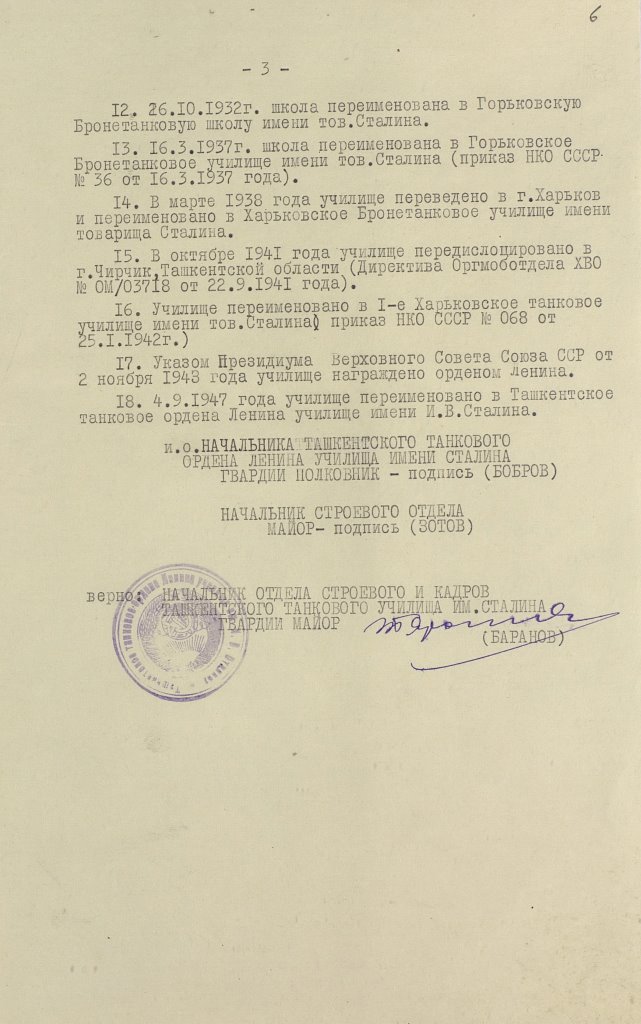 6
- 3 -
12. 26.10.1932г. школа переименована в Горьковскую
Бронетанковую школу имени тов.Сталина.
13. 16.3.1937г. школа переименована в Горьковское
Бронетанковое училище имени тов.Сталина (приказ НКО СССР
№ 36 от 16.3.1937 года).
14. В марте 1938 года училище переведено в г.Харьков
и переименовано в Харьковское Бронетанковое училище имени
товарища Сталина.
15. В октябре 1941 года училище передислоцировано в
г.Чирчик,Ташкентской области (Директива Оргмоботдела ХВО
№ ОМ/03718 от 22.9.1941 года).
16. Училище переименовано в I-е Харьковское танковое
училище имени тов.Сталина( приказ НКО СССР № 068 от
25.I.1942г.)
17. Указом Президиума Верховного Совета Союза ССР от
2 ноября 1943 года училище награждено орденом Ленина.
18. 4.9.1947 года училище переименовано в Ташкентское
танковое ордена Ленина училище имени И.В.Сталина.
и.о.НАЧАЛЬНИКА ТАШКЕНТСКОГО ТАНКОВОГО
ОРДЕНА ЛЕНИНА УЧИЛИЩА ИМЕНИ СТАЛИНА
ГВАРДИИ ПОЛКОВНИК - подпись (БОБРОВ)
НАЧАЛЬНИК СТРОЕВОГО ОТДЕЛА
МАЙОР- подпись (ЗОТОВ)
верно: НАЧАЛЬНИК ОТДЕЛА СТРОЕВОГО И КАДРОВ
ТАШКЕНТСКОГО ТАНКОВОГО УЧИЛИЩА ИМ.СТАЛИНА
ГВАРДИИ МАЙОР
(БАРАНОВ)